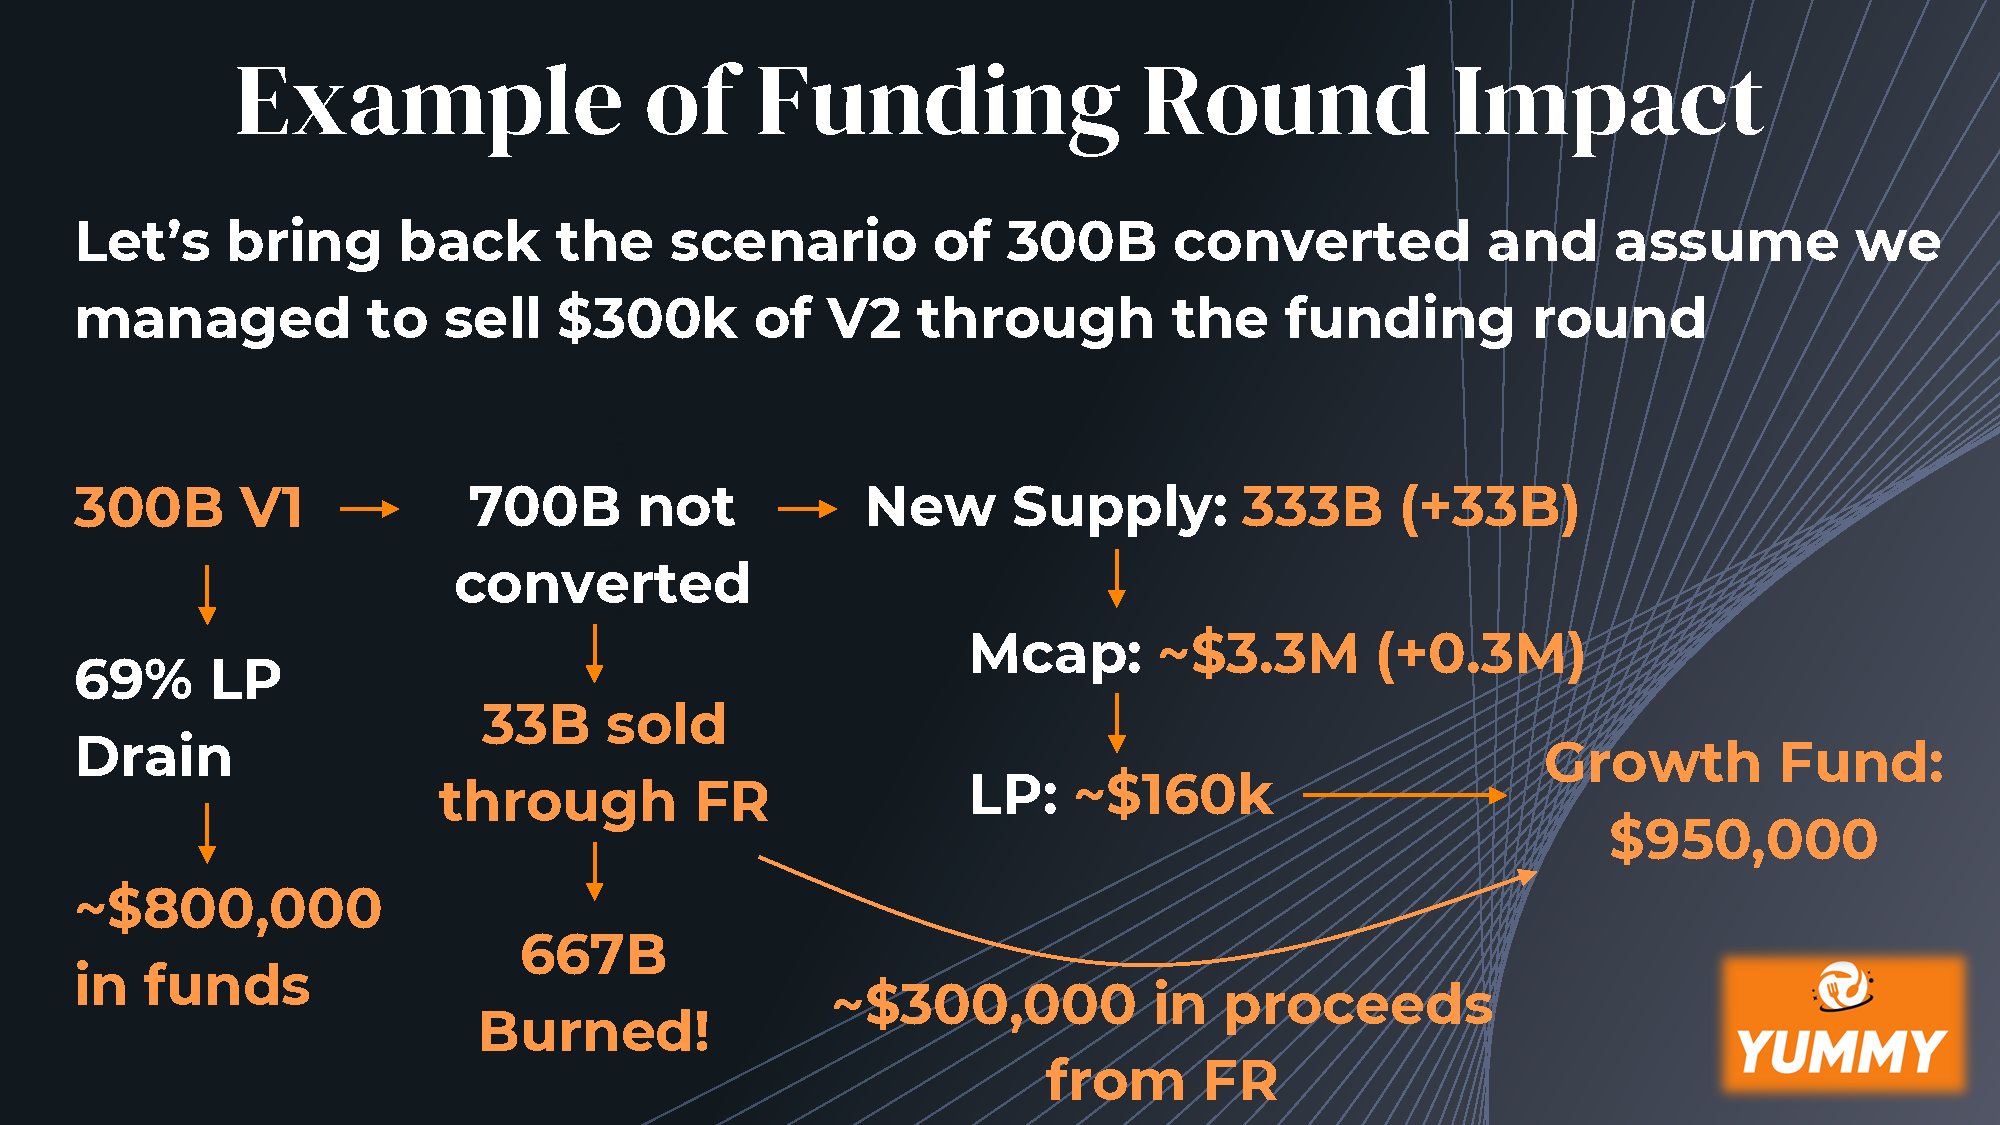 Example of Funding Round Impact
Let’s bring back the scenario of 300B converted and assume we
managed to sell $300k of V2 through the funding round
300B V1
69% LP
Drain
~$800,000
in funds
700B not
converted
33B sold
through FR
667B
Burned!
New Supply: 333B (+33B)
Mcap: ~$3.3M (+0.3M)
LP: ~$160k
~$300,000 in proceeds
from FR
Growth Fund:
$950,000
YUMMY